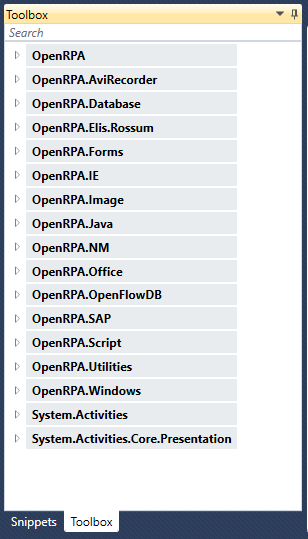 Toolbox
Search
OpenRPA
OpenRPA.AviRecorder
OpenRPA.Database
OpenRPA.Elis.Rossum
OpenRPA.Forms
OpenRPA.IE
OpenRPA.Image
OpenRPA.Java
OpenRPA.NM
OpenRPA.Office
OpenRPA.OpenFlowDB
OpenRPA.SAP
OpenRPA.Script
OpenRPA.Utilities
OpenRPA.Windows
System.Activities
System.Activities.Core.Presentation
Snippets Toolbox